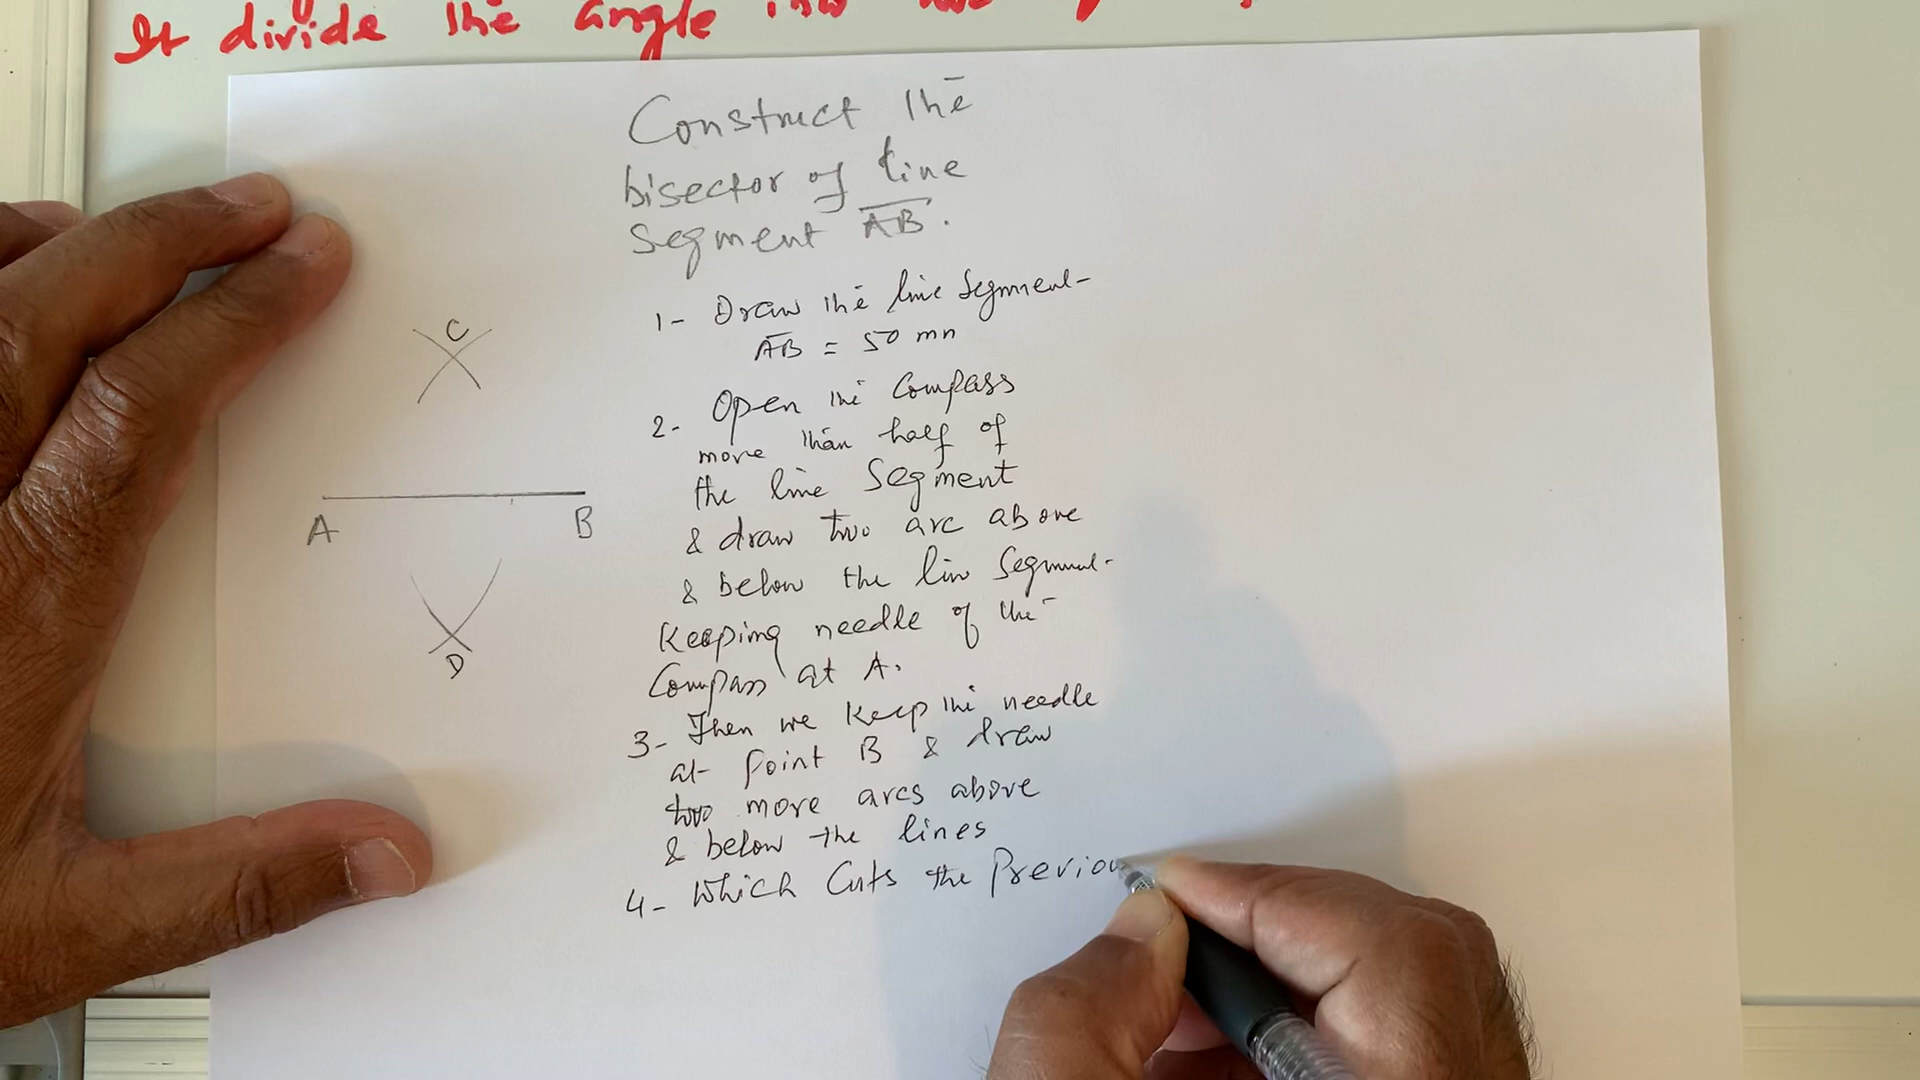 It divide the angle into
Construct the
bisector of line
segment AB.
1- Draw the line segment
AB = 50 mm
2- Open the compass
more than half of
the line segment
& draw two arc above
& below the line segment
Keeping needle of the
Compass at A.
3- Then we keep the needle
at point B & draw
two more arcs above
& below the lines
4- Which cuts the Previou
C
A
B
D